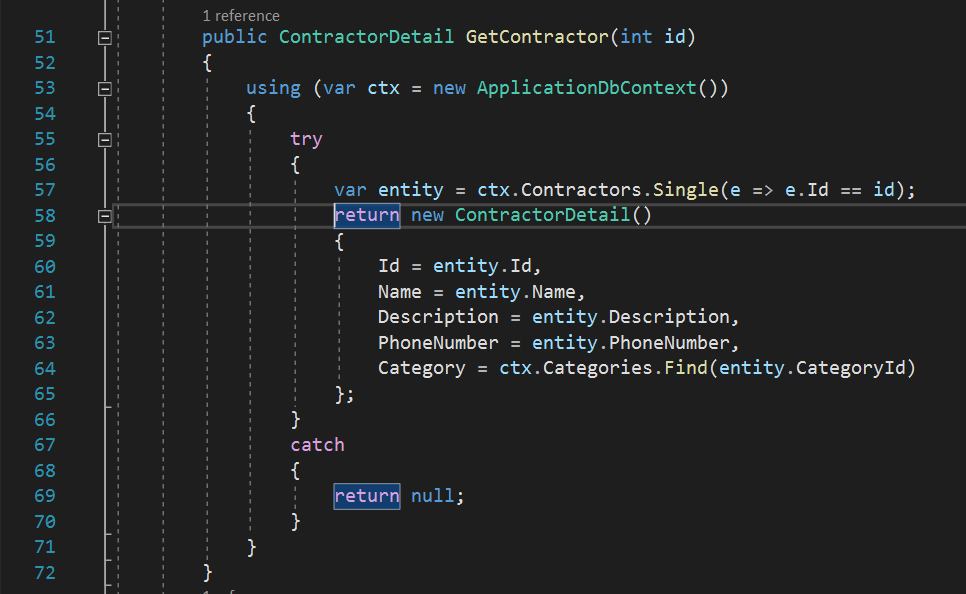 1 reference
51 public ContractorDetail GetContractor(int id)
52 {
53 using (var ctx = new ApplicationDbContext())
54 {
55 try
56 {
57 var entity = ctx.Contractors.Single(e => e.Id == id);
58 return new ContractorDetail()
59 {
60 Id = entity.Id,
61 Name = entity.Name,
62 Description = entity.Description,
63 PhoneNumber = entity.PhoneNumber,
64 Category = ctx.Categories.Find(entity.CategoryId)
65 };
66 }
67 catch
68 {
69 return null;
70 }
71 }
72 }